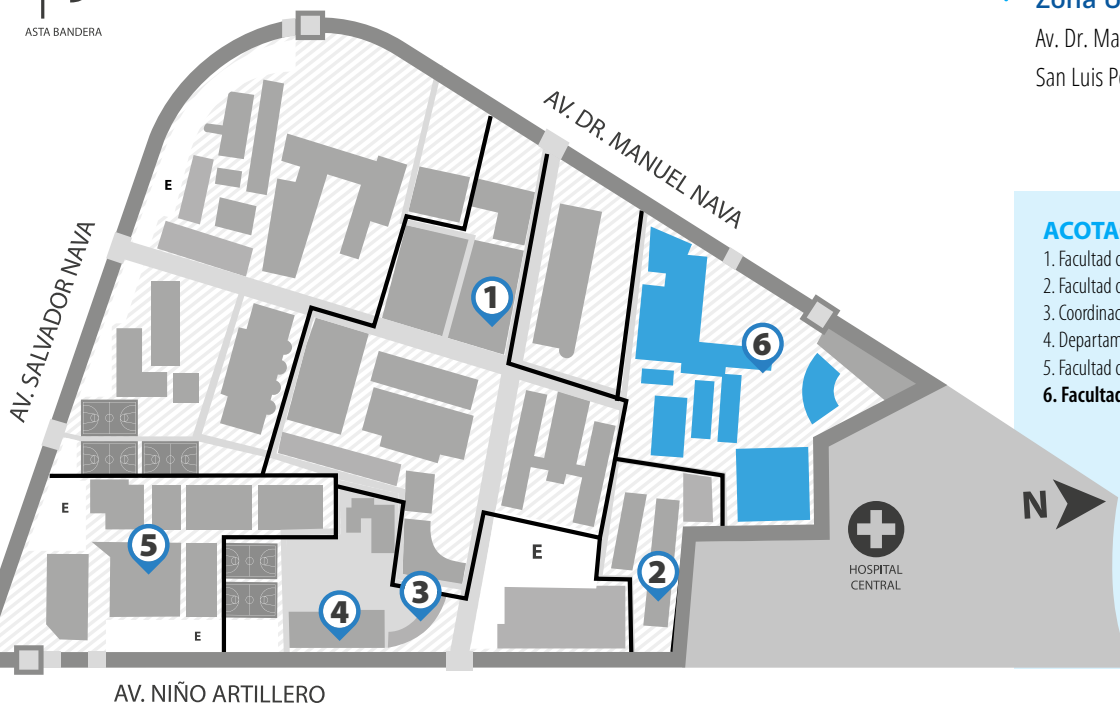 ASTA BANDERA
Zona U
Av. Dr. Ma
San Luis P
AV. DR. MANUEL NAVA
AV. SALVADOR NAVA
E
1
6
ACOTA
1. Facultad
2. Facultad
3. Coordinac
4. Departam
5. Facultad
6. Facultad
E
5
E
2
3
4
E
N
HOSPITAL
CENTRAL
AV. NIÑO ARTILLERO